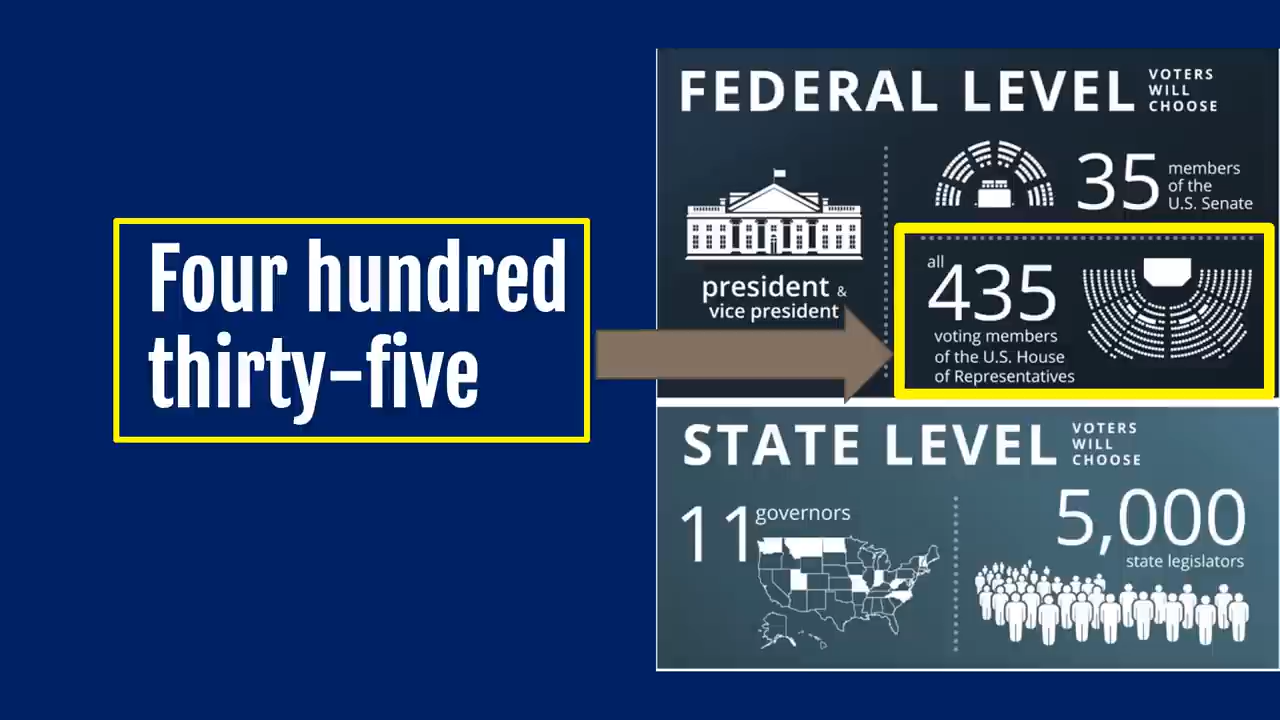 Four hundred
thirty-five
FEDERAL LEVEL
VOTERS
WILL
CHOOSE
president &
vice president
35
members
of the
U.S. Senate
all
435
voting members
of the U.S. House
of Representatives
STATE LEVEL
VOTERS
WILL
CHOOSE
11
governors
5,000
state legislators